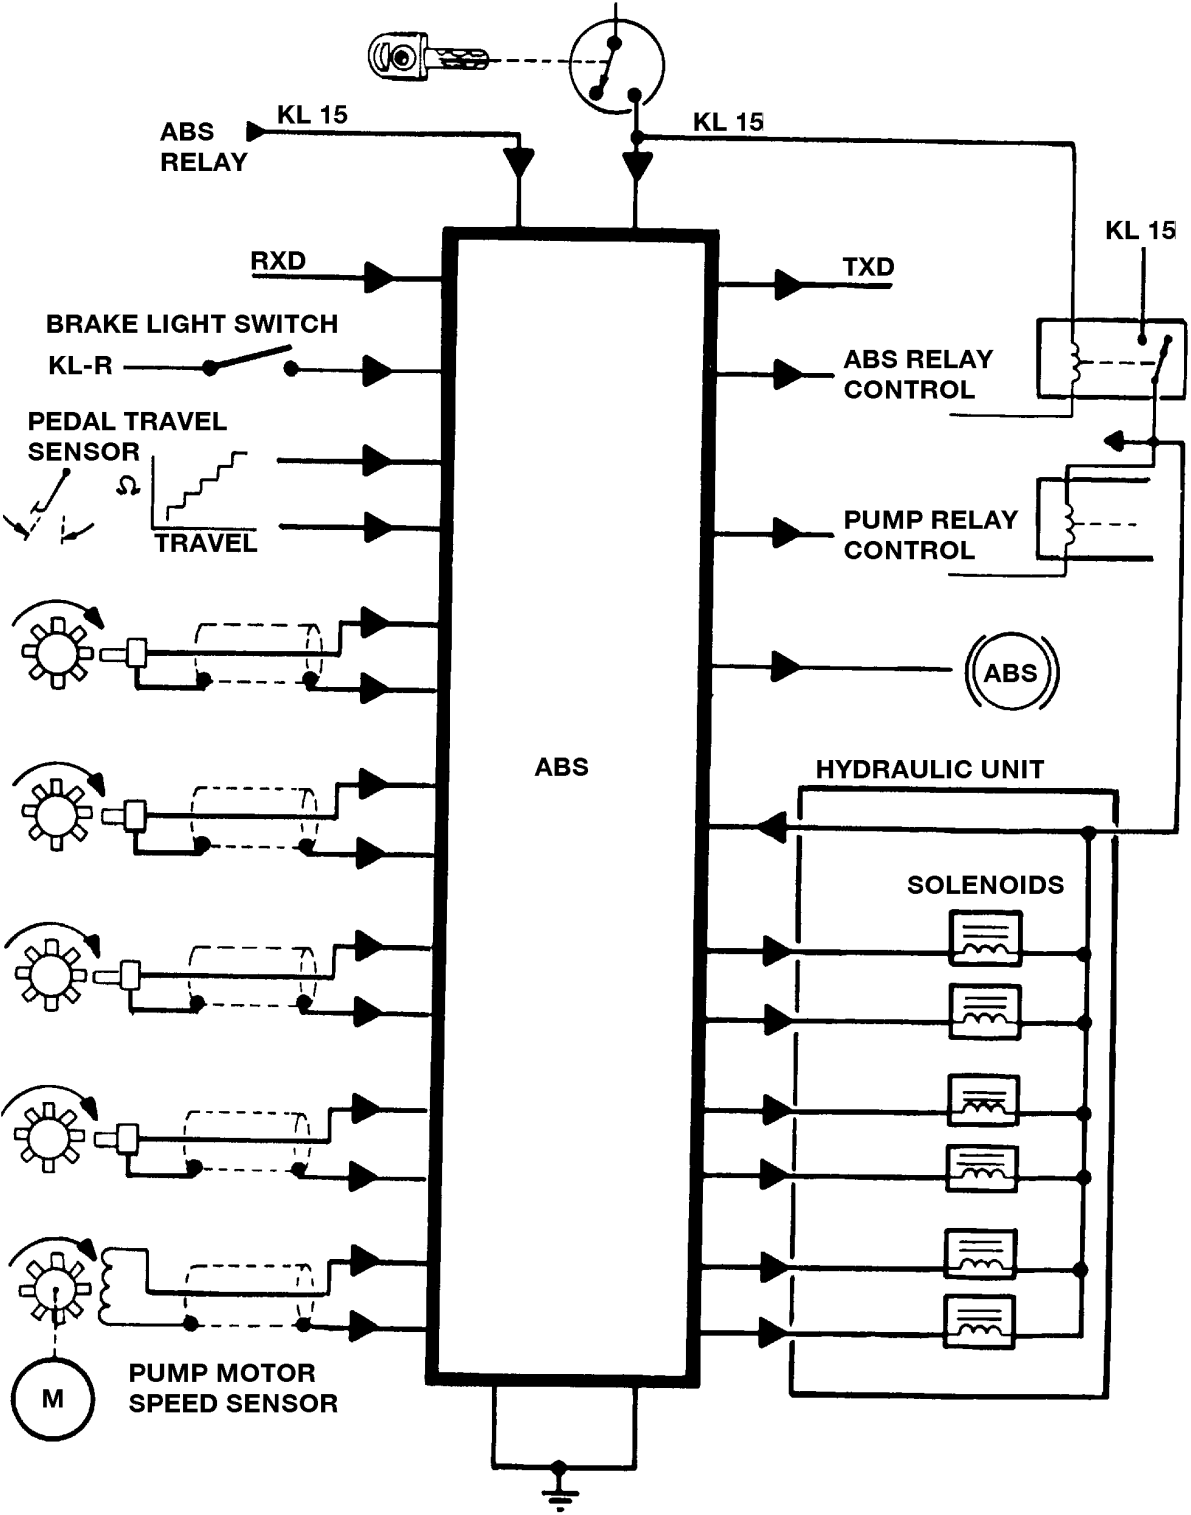 KL 15
ABS
RELAY
KL 15
KL 15
RXD
TXD
BRAKE LIGHT SWITCH
KL-R
ABS RELAY
CONTROL
PEDAL TRAVEL
SENSOR
Ω
TRAVEL
PUMP RELAY
CONTROL
ABS
ABS
HYDRAULIC UNIT
SOLENOIDS
PUMP MOTOR
SPEED SENSOR
M